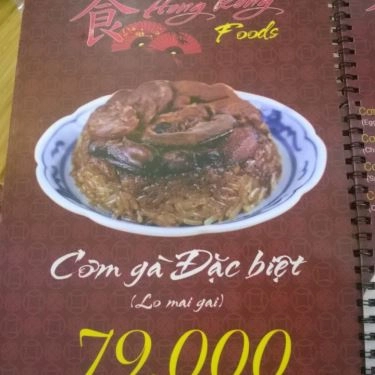 食 Hong Kong
Foods
Cơm gà Đặc biệt
(Lo mai gai)
79.000